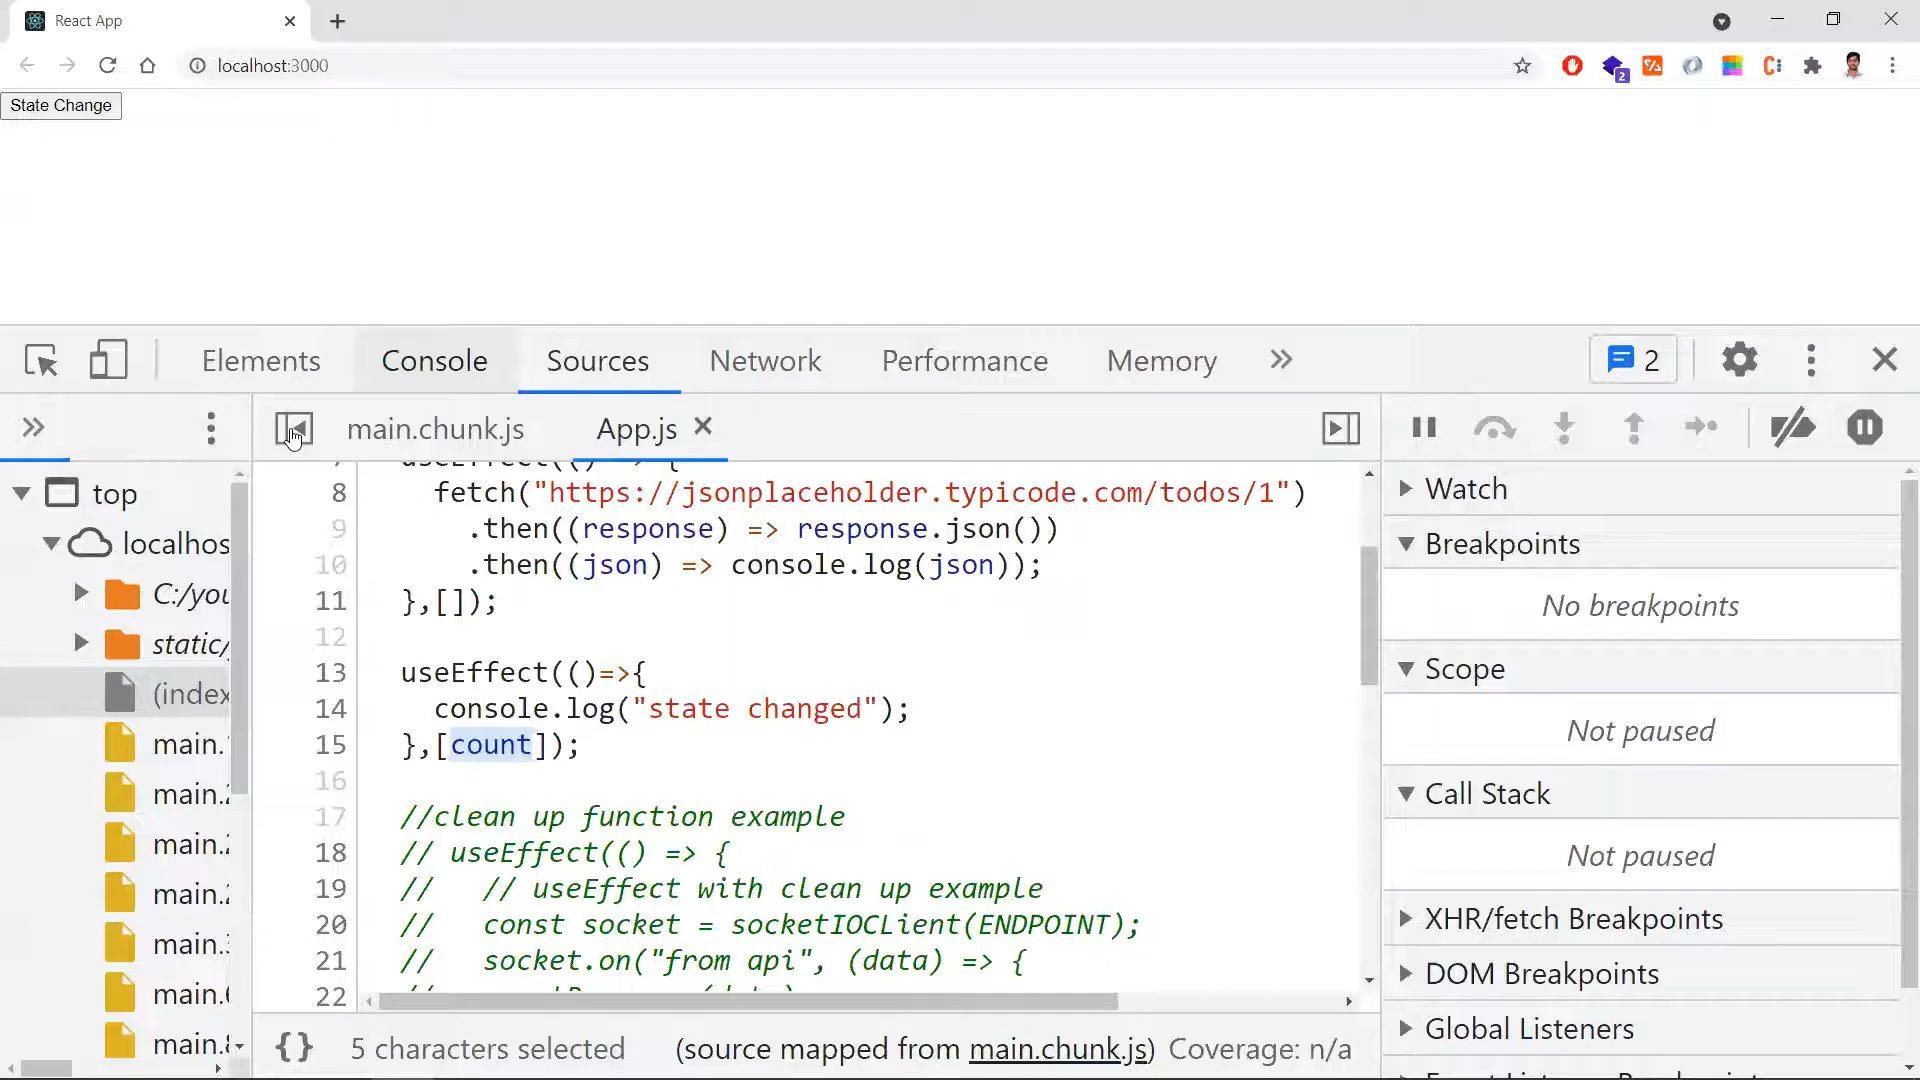 React App
localhost:3000
2
State Change
Elements
Console
Sources
Network
Performance
Memory
2
main.chunk.js
App.js
top
localhos
C:/you
static/
(index
main.
main.
main.
main.
main.
main.
main.
8 fetch("https://jsonplaceholder.typicode.com/todos/1")
9 .then((response) => response.json())
10 .then((json) => console.log(json));
11 },[]);
12
13 useEffect(()=>{
14 console.log("state changed");
15 },[count]);
16
17 //clean up function example
18 // useEffect(() => {
19 // // useEffect with clean up example
20 // const socket = socketIOCLient(ENDPOINT);
21 // socket.on("from api", (data) => {
22
{} 5 characters selected (source mapped from main.chunk.js) Coverage: n/a
Watch
Breakpoints
No breakpoints
Scope
Not paused
Call Stack
Not paused
XHR/fetch Breakpoints
DOM Breakpoints
Global Listeners